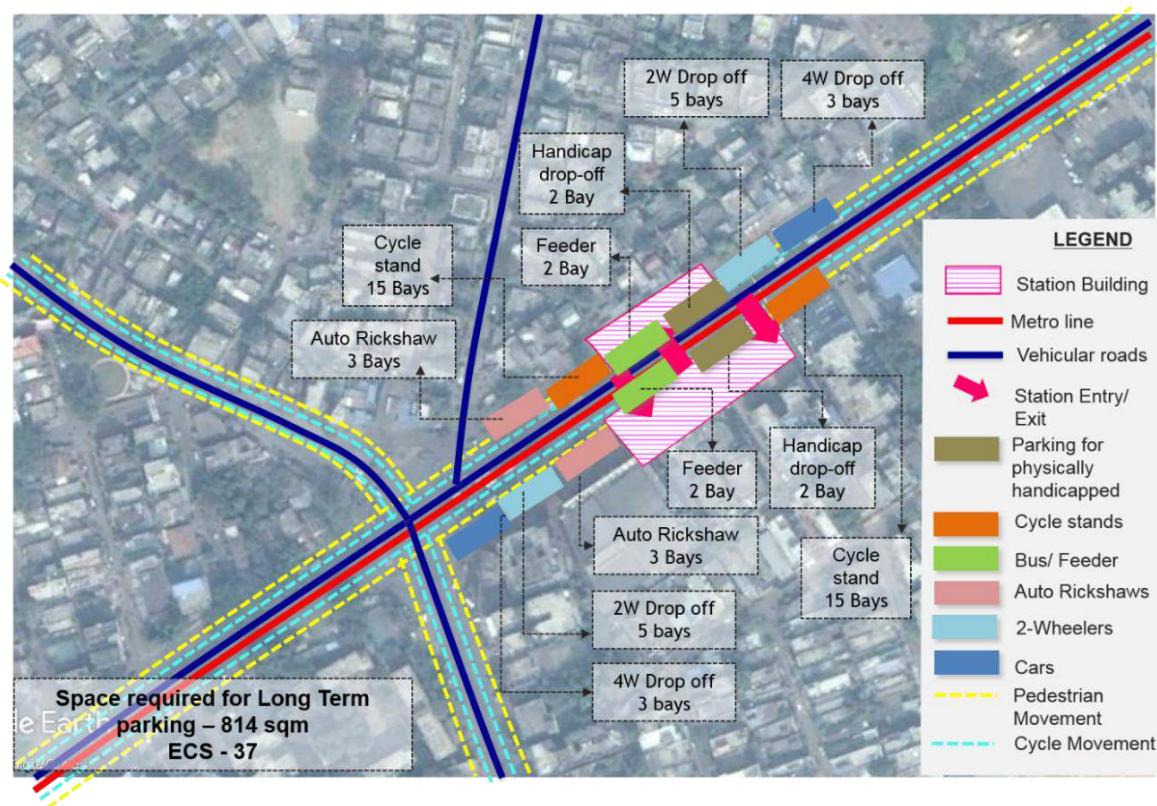 2W Drop off
5 bays
4W Drop off
3 bays
Handicap
drop-off
2 Bay
Feeder
2 Bay
Cycle
stand
15 Bays
Auto Rickshaw
3 Bays
Feeder
2 Bay
Handicap
drop-off
2 Bay
Auto Rickshaw
3 Bays
Cycle
stand
15 Bays
2W Drop off
5 bays
4W Drop off
3 bays
Space required for Long Term
parking – 814 sqm
ECS - 37
LEGEND
Station Building
Metro line
Vehicular roads
Station Entry/
Exit
Parking for
physically
handicapped
Cycle stands
Bus/ Feeder
Auto Rickshaws
2-Wheelers
Cars
Pedestrian
Movement
Cycle Movement